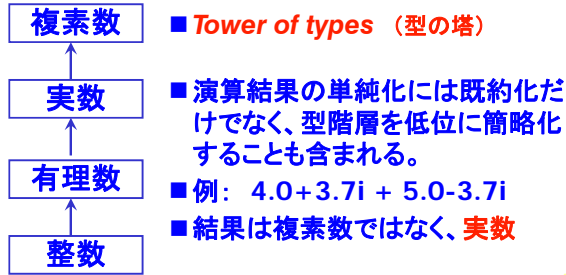 複素数
実数
有理数
整数
■ Tower of types （型の塔）
■ 演算結果の単純化には既約化だ
けでなく、型階層を低位に簡略化
することも含まれる。
■ 例： 4.0+3.7i + 5.0-3.7i
■ 結果は複素数ではなく、実数